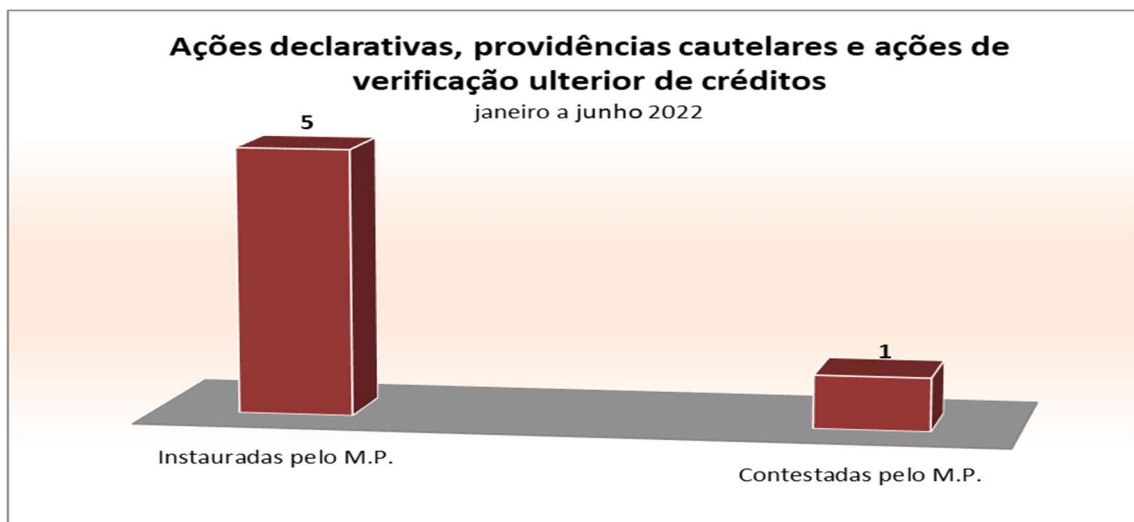 Ações declarativas, providências cautelares e ações de
verificação ulterior de créditos
janeiro a junho 2022
5
1
Instauradas pelo M.P.
Contestadas pelo M.P.